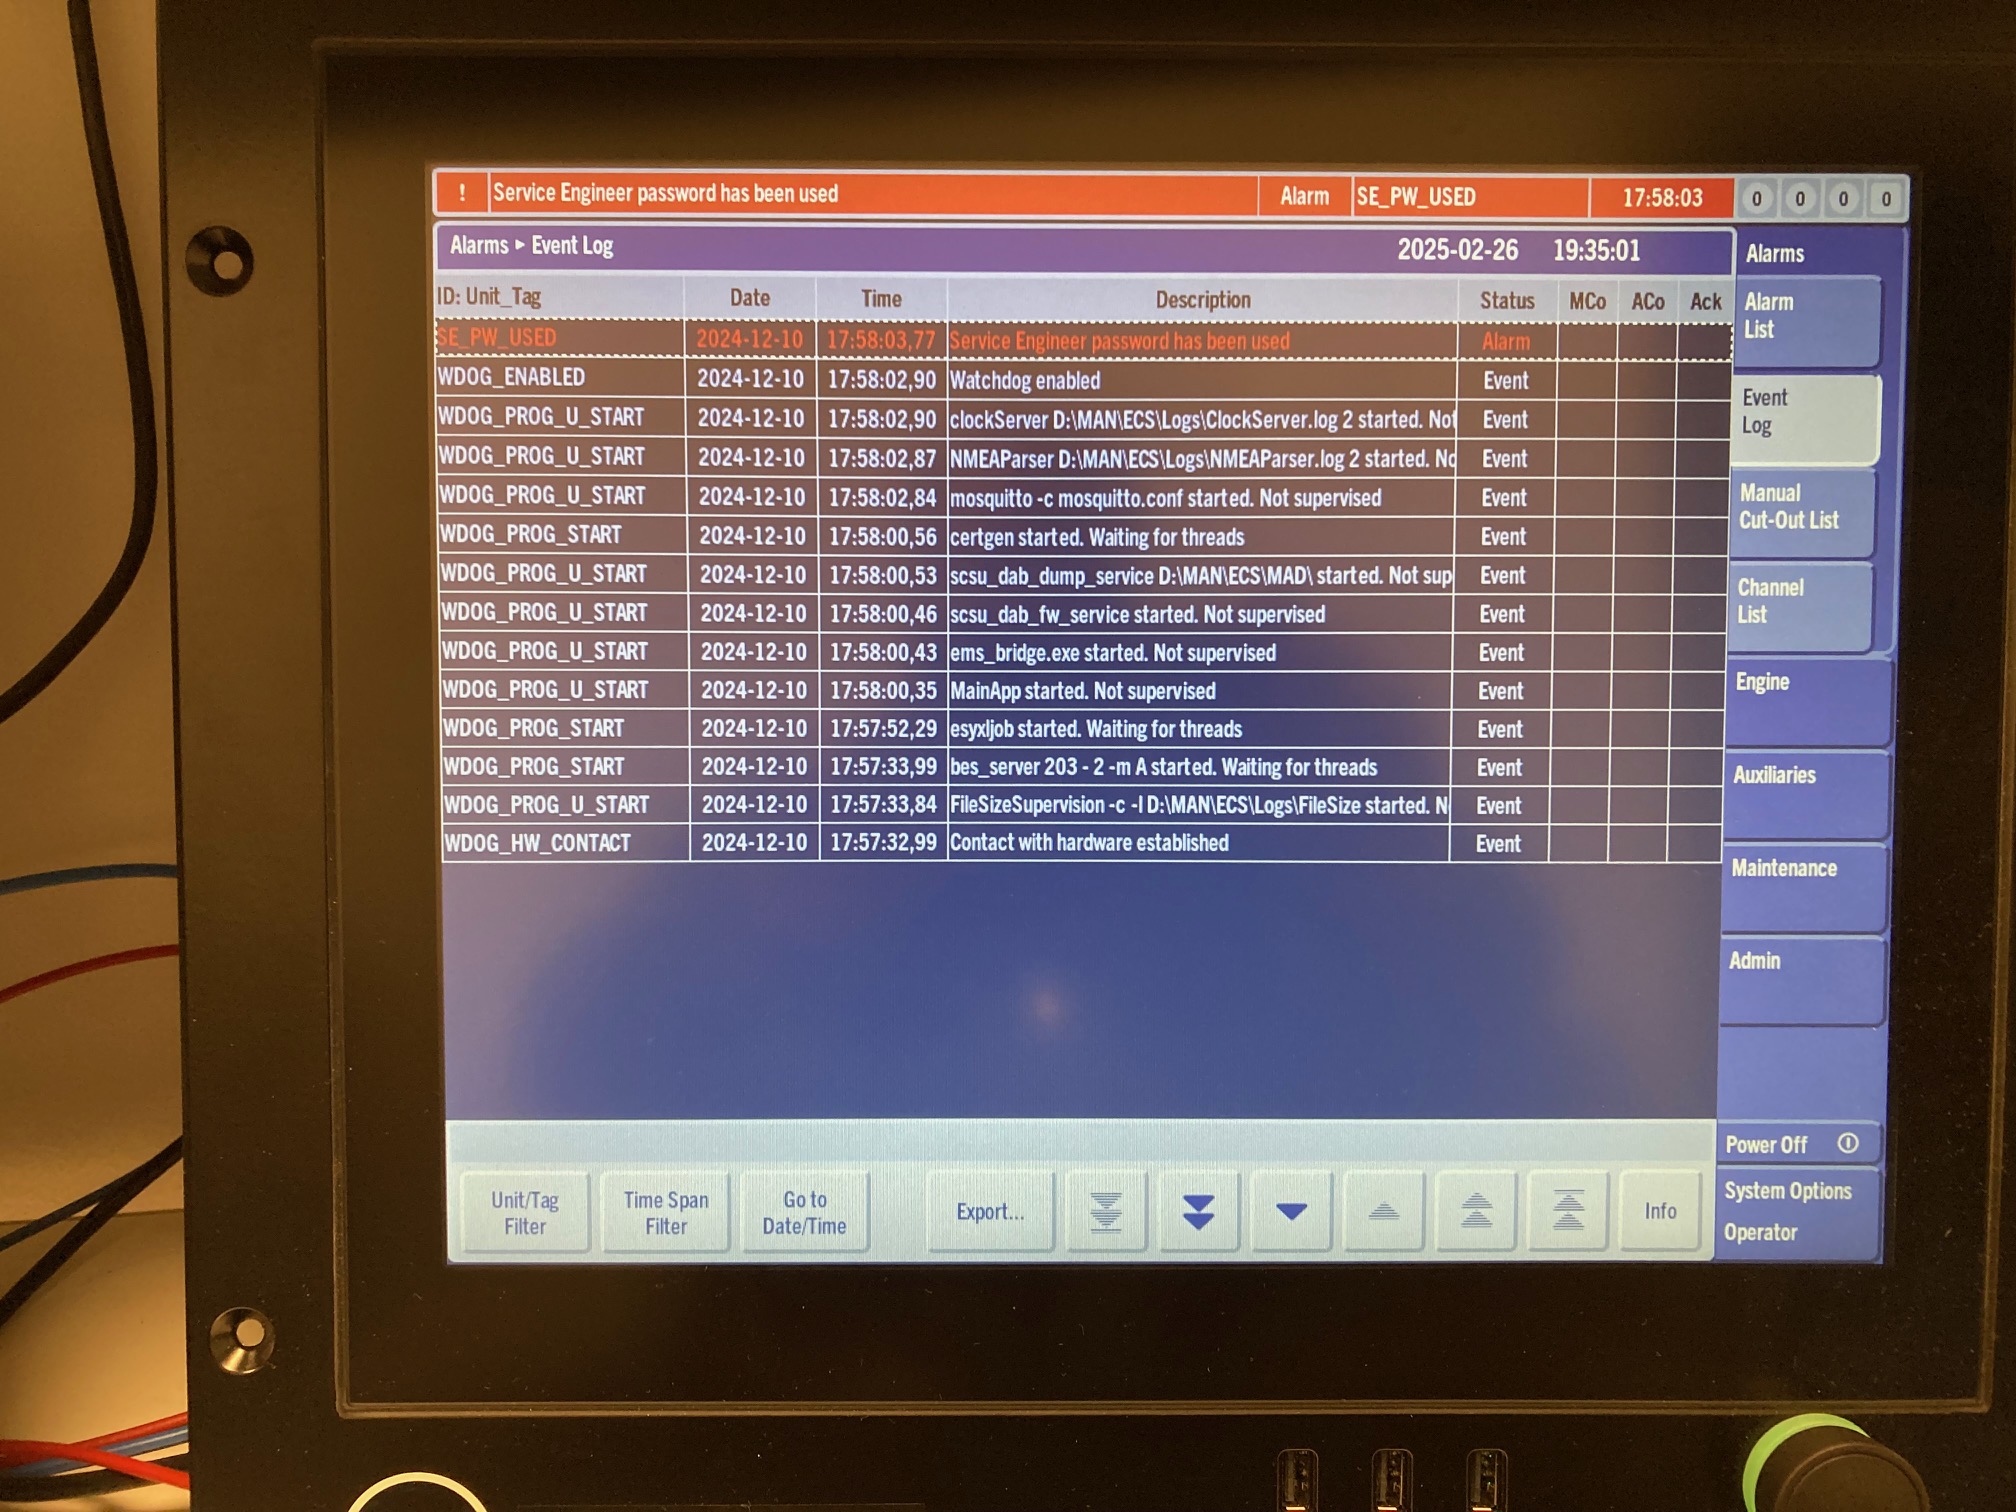 ! Service Engineer password has been used Alarm SE_PW_USED 17:58:03 0 0 0 0
Alarms ▸ Event Log 2025-02-26 19:35:01
ID: Unit_Tag Date Time Description Status MCo ACo Ack
SE_PW_USED 2024-12-10 17:58:03,77 Service Engineer password has been used Alarm
WDOG_ENABLED 2024-12-10 17:58:02,90 Watchdog enabled Event
WDOG_PROG_U_START 2024-12-10 17:58:02,90 clockServer D:\MAN\ECS\Logs\ClockServer.log 2 started. Not Event
WDOG_PROG_U_START 2024-12-10 17:58:02,87 NMEAParser D:\MAN\ECS\Logs\NMEAParser.log 2 started. No Event
WDOG_PROG_U_START 2024-12-10 17:58:02,84 mosquitto -c mosquitto.conf started. Not supervised Event
WDOG_PROG_START 2024-12-10 17:58:00,56 certgen started. Waiting for threads Event
WDOG_PROG_U_START 2024-12-10 17:58:00,53 scsu_dab_dump_service D:\MAN\ECS\MAD\ started. Not sup Event
WDOG_PROG_U_START 2024-12-10 17:58:00,46 scsu_dab_fw_service started. Not supervised Event
WDOG_PROG_U_START 2024-12-10 17:58:00,43 ems_bridge.exe started. Not supervised Event
WDOG_PROG_U_START 2024-12-10 17:58:00,35 MainApp started. Not supervised Event
WDOG_PROG_START 2024-12-10 17:57:52,29 esyxljob started. Waiting for threads Event
WDOG_PROG_START 2024-12-10 17:57:33,99 bes_server 203 - 2 -m A started. Waiting for threads Event
WDOG_PROG_U_START 2024-12-10 17:57:33,84 FileSizeSupervision -c -l D:\MAN\ECS\Logs\FileSize started. N Event
WDOG_HW_CONTACT 2024-12-10 17:57:32,99 Contact with hardware established Event
Alarms
Alarm
List
Event
Log
Manual
Cut-Out List
Channel
List
Engine
Auxiliaries
Maintenance
Admin
Power Off
System Options
Operator
Unit/Tag
Filter
Time Span
Filter
Go to
Date/Time
Export...
Info